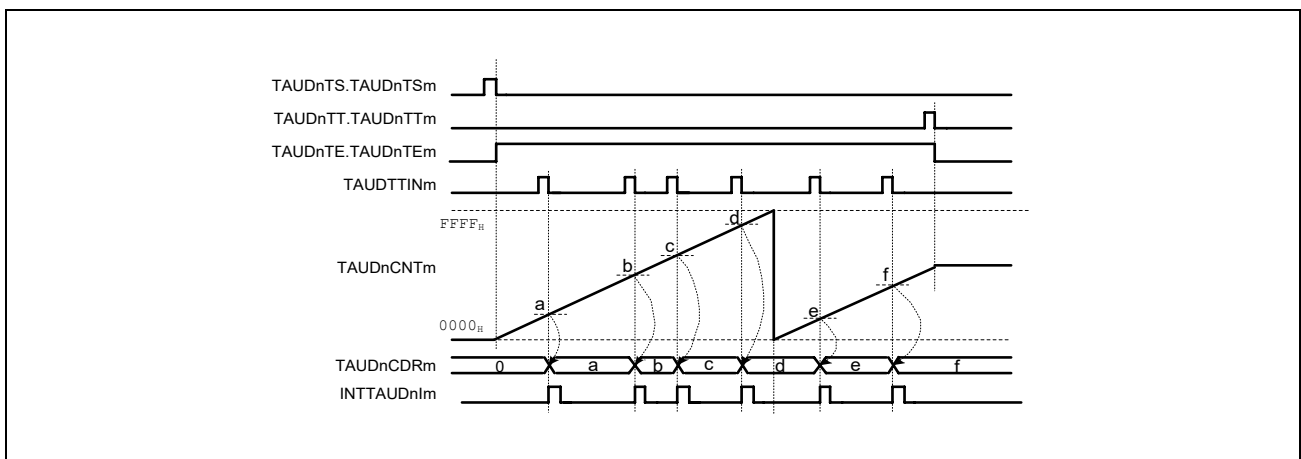 TAUDnTS.TAUDnTSm
TAUDnTT.TAUDnTTm
TAUDnTE.TAUDnTEm
TAUDTTINm
FFFFH
d
c
TAUDnCNTm
b
f
a
e
0000H
TAUDnCDRm 0 a b c d e f
INTTAUDnIm